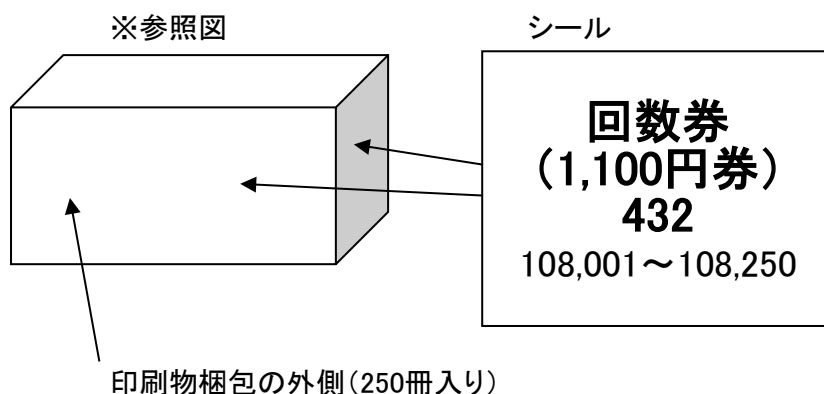 ※参照図
シール
回数券
（1,100円券）
432
108,001～108,250
印刷物梱包の外側（250冊入り）